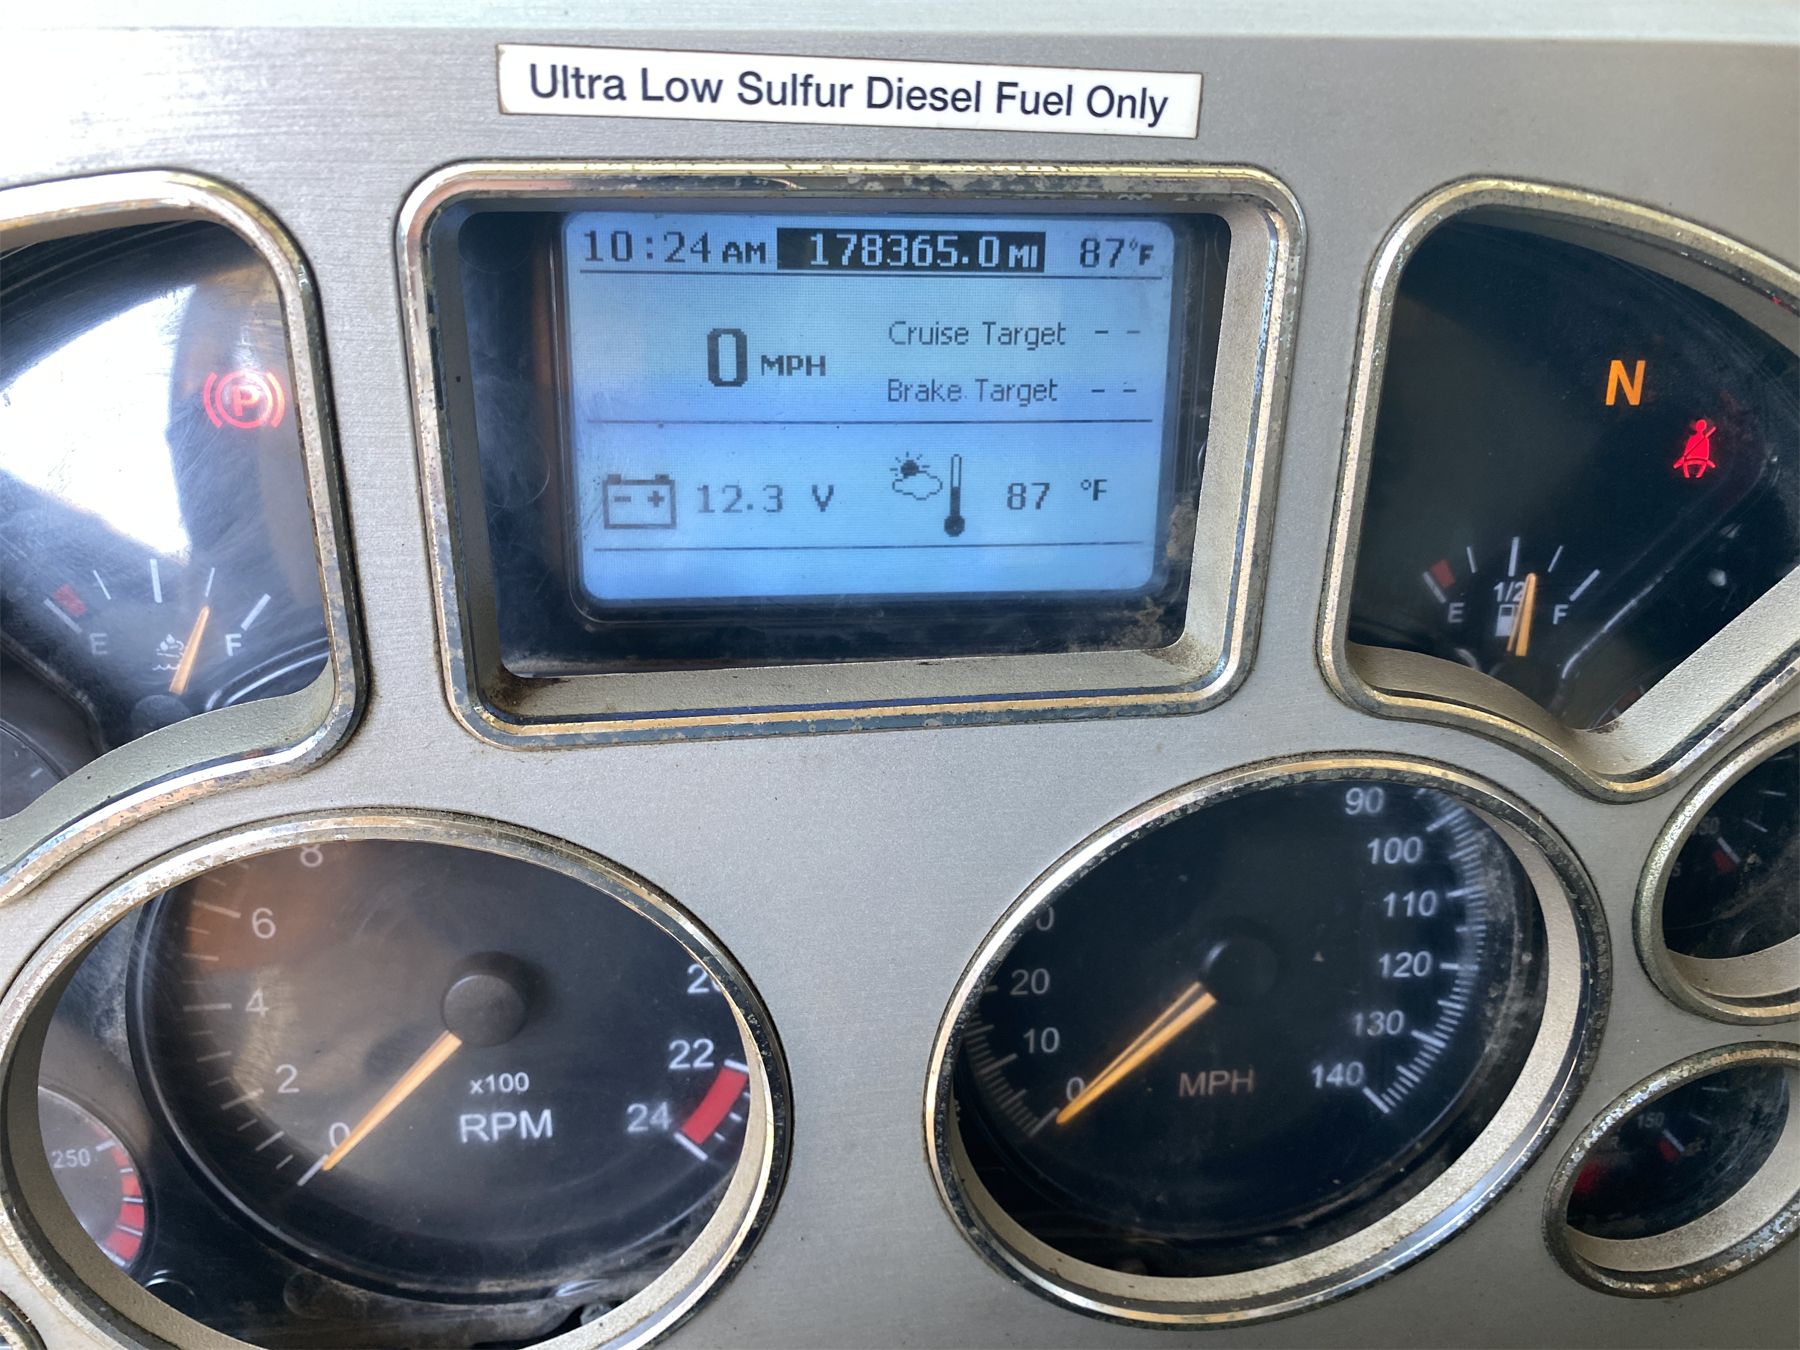 Ultra Low Sulfur Diesel Fuel Only
10:24 AM 178365.0 MI 87°F
0 MPH
Cruise Target - -
Brake Target - -
12.3 V 87 °F
P
N
E F
E 1/2 F
8
6
4
2
0
22
24
x100
RPM
250
20
10
0
90
100
110
120
130
140
MPH
150